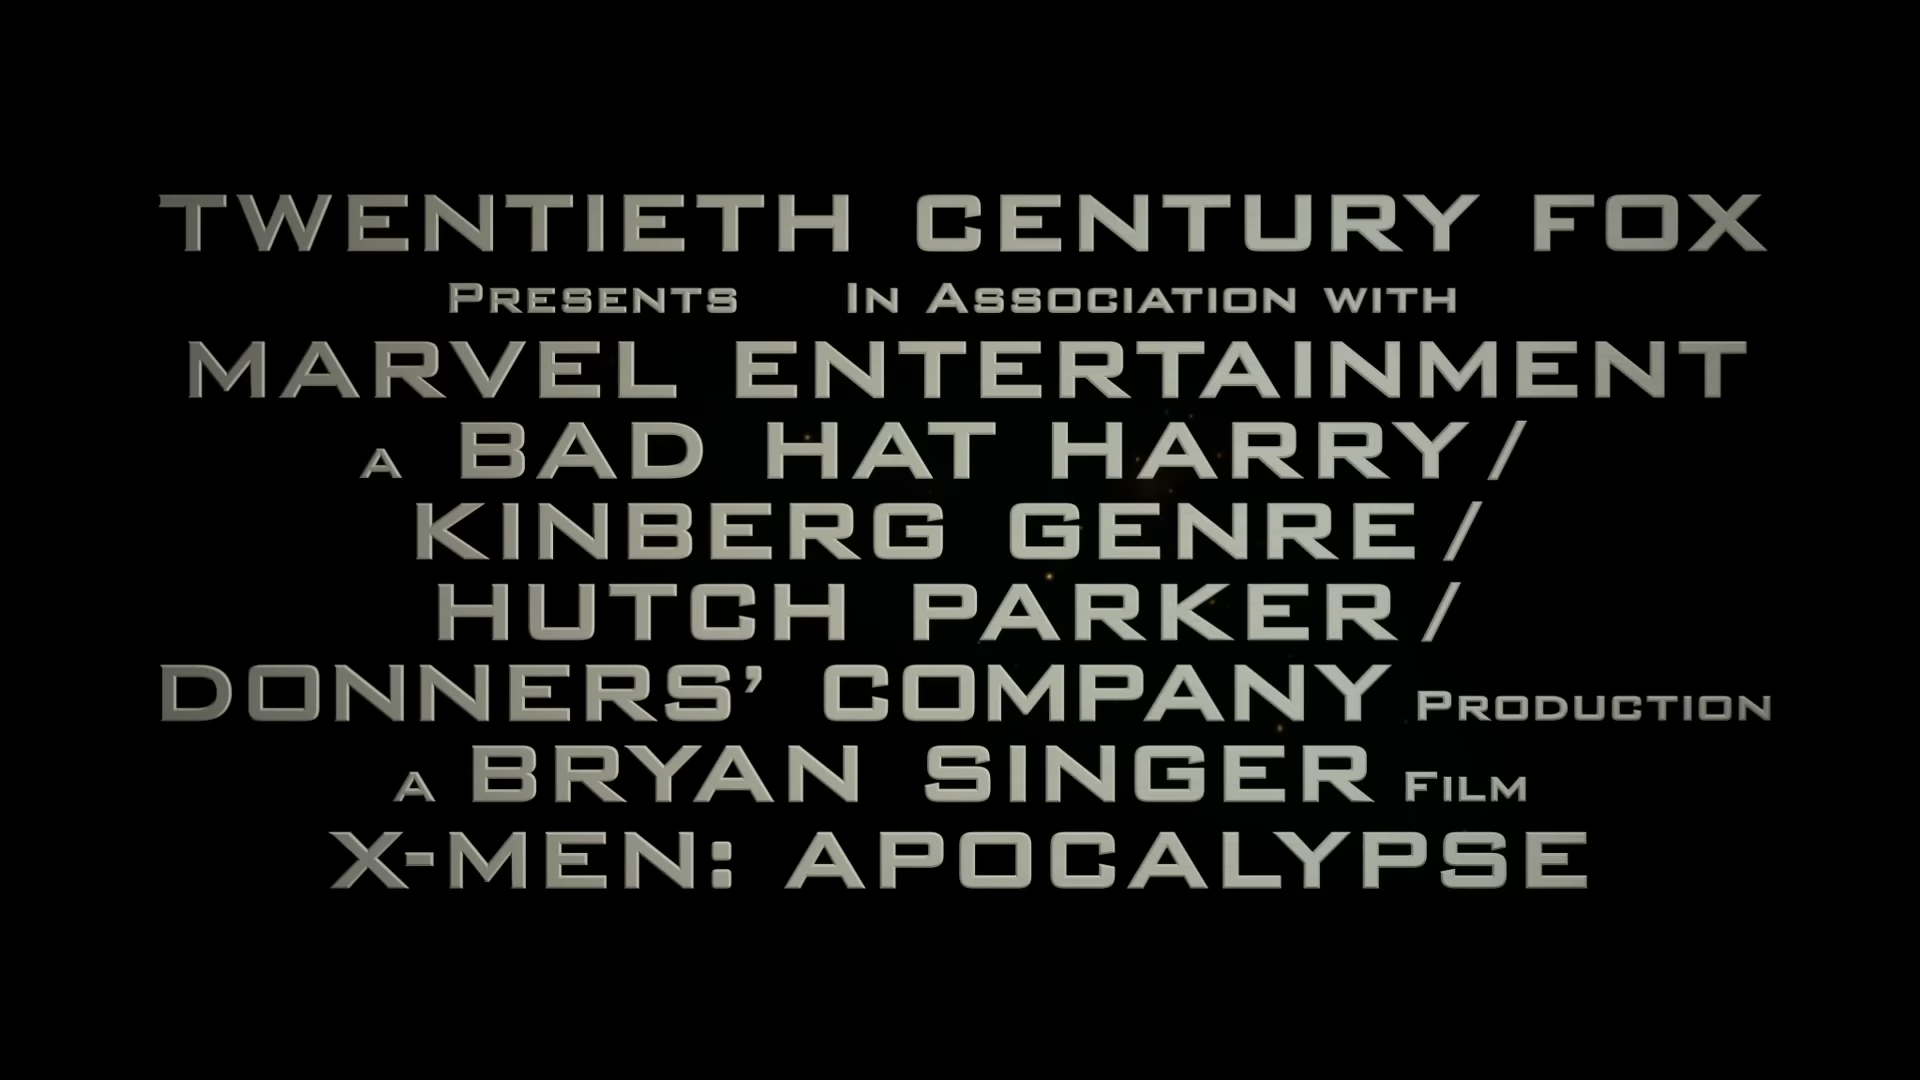 TWENTIETH CENTURY FOX
PRESENTS IN ASSOCIATION WITH
MARVEL ENTERTAINMENT
A BAD HAT HARRY/
KINBERG GENRE/
HUTCH PARKER/
DONNERS’ COMPANY PRODUCTION
A BRYAN SINGER FILM
X-MEN: APOCALYPSE